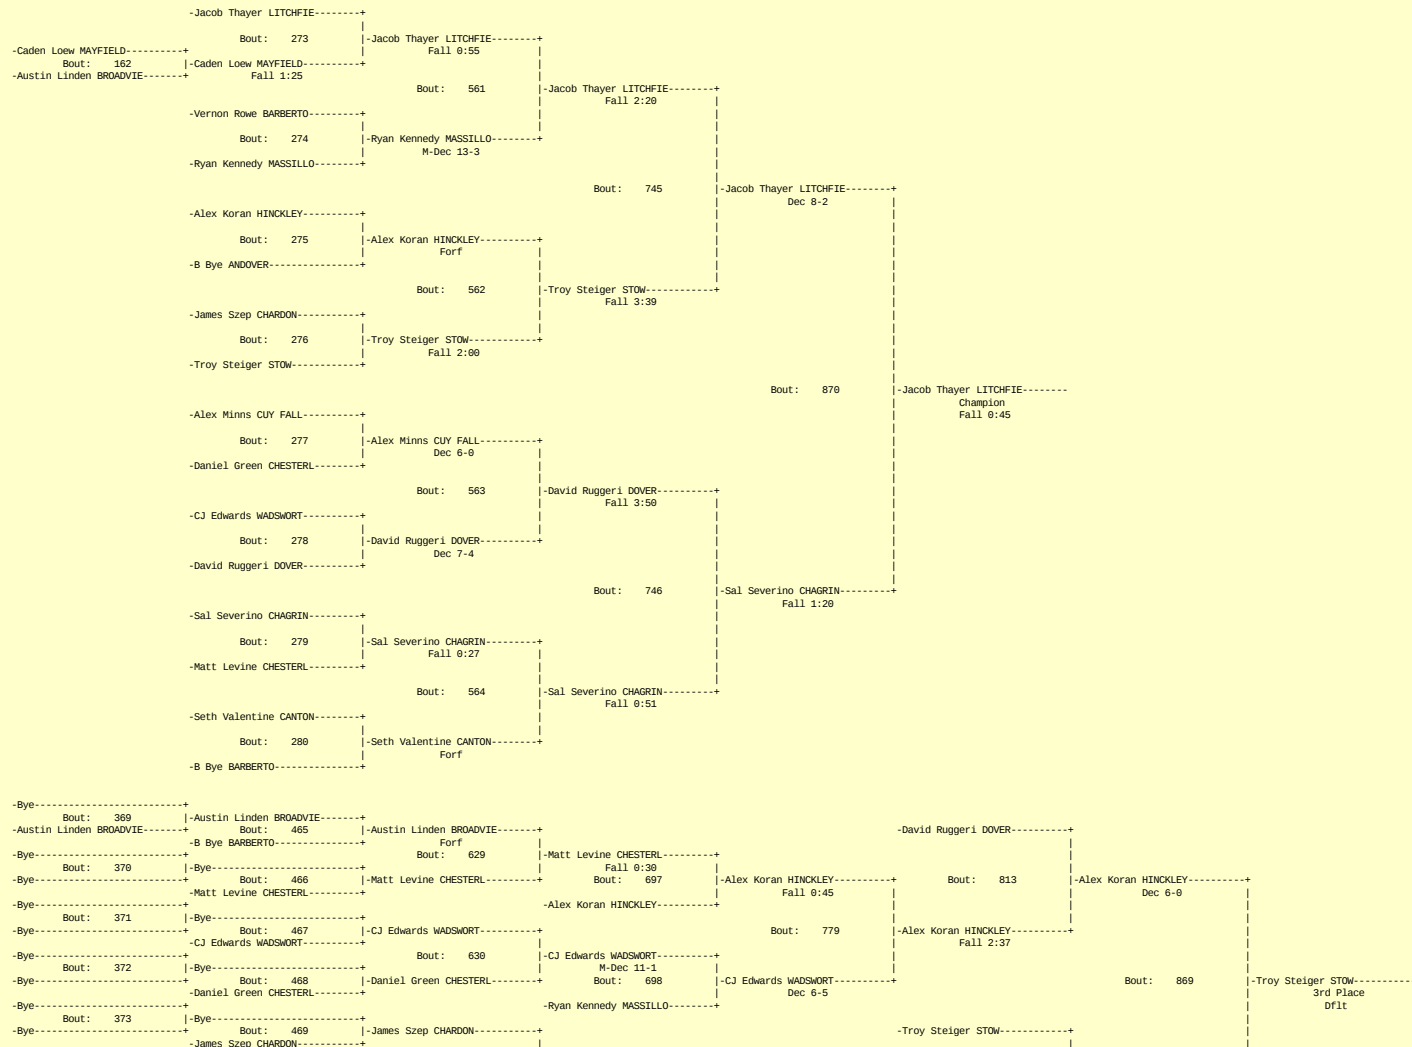 -Jacob Thayer LITCHFIE--------+
|
Bout: 273 |-Jacob Thayer LITCHFIE--------+
-Caden Loew MAYFIELD----------+ | Fall 0:55 |
Bout: 162 |-Caden Loew MAYFIELD----------+ |
-Austin Linden BROADVIE-------+ Fall 1:25 |
Bout: 561 |-Jacob Thayer LITCHFIE--------+
| Fall 2:20 |
-Vernon Rowe BARBERTO---------+ | |
| | |
Bout: 274 |-Ryan Kennedy MASSILLO--------+ |
| M-Dec 13-3 |
-Ryan Kennedy MASSILLO--------+ |
|
Bout: 745 |-Jacob Thayer LITCHFIE--------+
| Dec 8-2 |
-Alex Koran HINCKLEY----------+ | |
| | |
Bout: 275 |-Alex Koran HINCKLEY----------+ | |
| Forf | | |
-B Bye ANDOVER----------------+ | | |
| | |
Bout: 562 |-Troy Steiger STOW------------+ |
| Fall 3:39 |
-James Szep CHARDON-----------+ | |
| | |
Bout: 276 |-Troy Steiger STOW------------+ |
| Fall 2:00 |
-Troy Steiger STOW------------+ |
|
Bout: 870 |-Jacob Thayer LITCHFIE--------
| Champion
-Alex Minns CUY FALL----------+ | Fall 0:45
| |
Bout: 277 |-Alex Minns CUY FALL----------+ |
| Dec 6-0 | |
-Daniel Green CHESTERL--------+ | |
| |
Bout: 563 |-David Ruggeri DOVER----------+ |
| Fall 3:50 | |
-CJ Edwards WADSWORT----------+ | | |
| | | |
Bout: 278 |-David Ruggeri DOVER----------+ | |
| Dec 7-4 | |
-David Ruggeri DOVER----------+ | |
| |
Bout: 746 |-Sal Severino CHAGRIN---------+
| Fall 1:20
-Sal Severino CHAGRIN---------+ |
| |
Bout: 279 |-Sal Severino CHAGRIN---------+ |
| Fall 0:27 | |
-Matt Levine CHESTERL---------+ | |
| |
Bout: 564 |-Sal Severino CHAGRIN---------+
| Fall 0:51
-Seth Valentine CANTON--------+ |
| |
Bout: 280 |-Seth Valentine CANTON--------+
| Forf
-B Bye BARBERTO---------------+
-Bye--------------------------+
Bout: 369 |-Austin Linden BROADVIE-------+
-Austin Linden BROADVIE-------+ Bout: 465 |-Austin Linden BROADVIE-------+ -David Ruggeri DOVER----------+
-B Bye BARBERTO---------------+ Forf | |
-Bye--------------------------+ Bout: 629 |-Matt Levine CHESTERL---------+ |
Bout: 370 |-Bye--------------------------+ | Fall 0:30 | |
-Bye--------------------------+ Bout: 466 |-Matt Levine CHESTERL---------+ Bout: 697 |-Alex Koran HINCKLEY----------+ Bout: 813 |-Alex Koran HINCKLEY----------+
-Matt Levine CHESTERL---------+ | Fall 0:45 | | Dec 6-0 |
-Bye--------------------------+ -Alex Koran HINCKLEY----------+ | | |
Bout: 371 |-Bye--------------------------+ | | |
-Bye--------------------------+ Bout: 467 |-CJ Edwards WADSWORT----------+ Bout: 779 |-Alex Koran HINCKLEY----------+ |
-CJ Edwards WADSWORT----------+ | | Fall 2:37 |
-Bye--------------------------+ Bout: 630 |-CJ Edwards WADSWORT----------+ | |
Bout: 372 |-Bye--------------------------+ | M-Dec 11-1 | | |
-Bye--------------------------+ Bout: 468 |-Daniel Green CHESTERL--------+ Bout: 698 |-CJ Edwards WADSWORT----------+ Bout: 869 |-Troy Steiger STOW----------
-Daniel Green CHESTERL--------+ | Dec 6-5 | 3rd Place
-Bye--------------------------+ -Ryan Kennedy MASSILLO--------+ | Dflt
Bout: 373 |-Bye--------------------------+ |
-Bye--------------------------+ Bout: 469 |-James Szep CHARDON-----------+ -Troy Steiger STOW------------+ |
-James Szep CHARDON-----------+ | | |